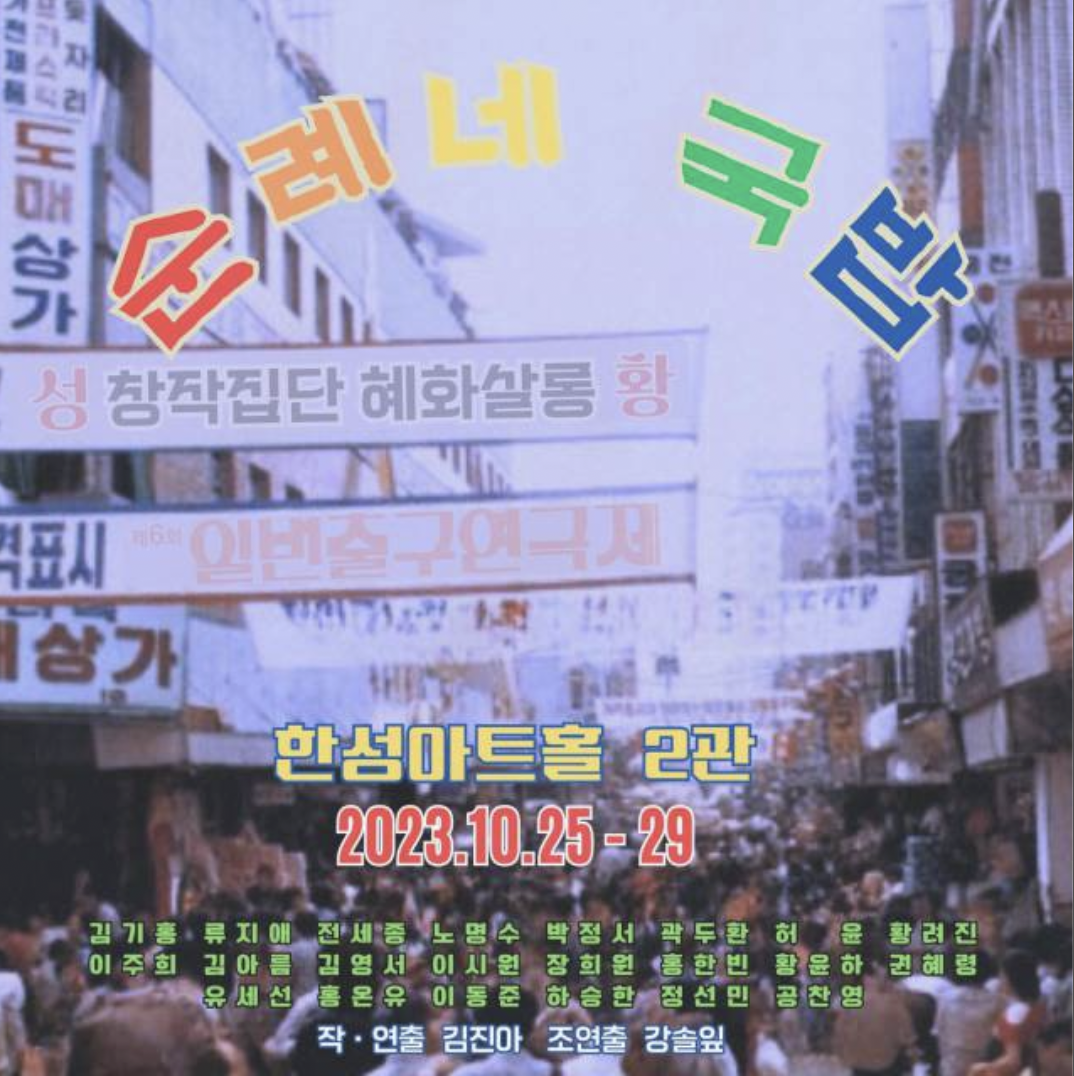 순례네 국밥
도매상가
성 창작집단 혜화살롱 황
제6회 일번출구연극제
격표시
상가
한성아트홀 2관
2023.10.25 - 29
김기홍 류지애 전세종 노명수 박정서 곽두환 허 윤 황려진
이주희 김아름 김영서 이시원 장희원 홍한빈 황윤하 권혜령
유세선 홍온유 이동준 하승한 정선민 공찬영
작·연출 김진아 조연출 강솔잎